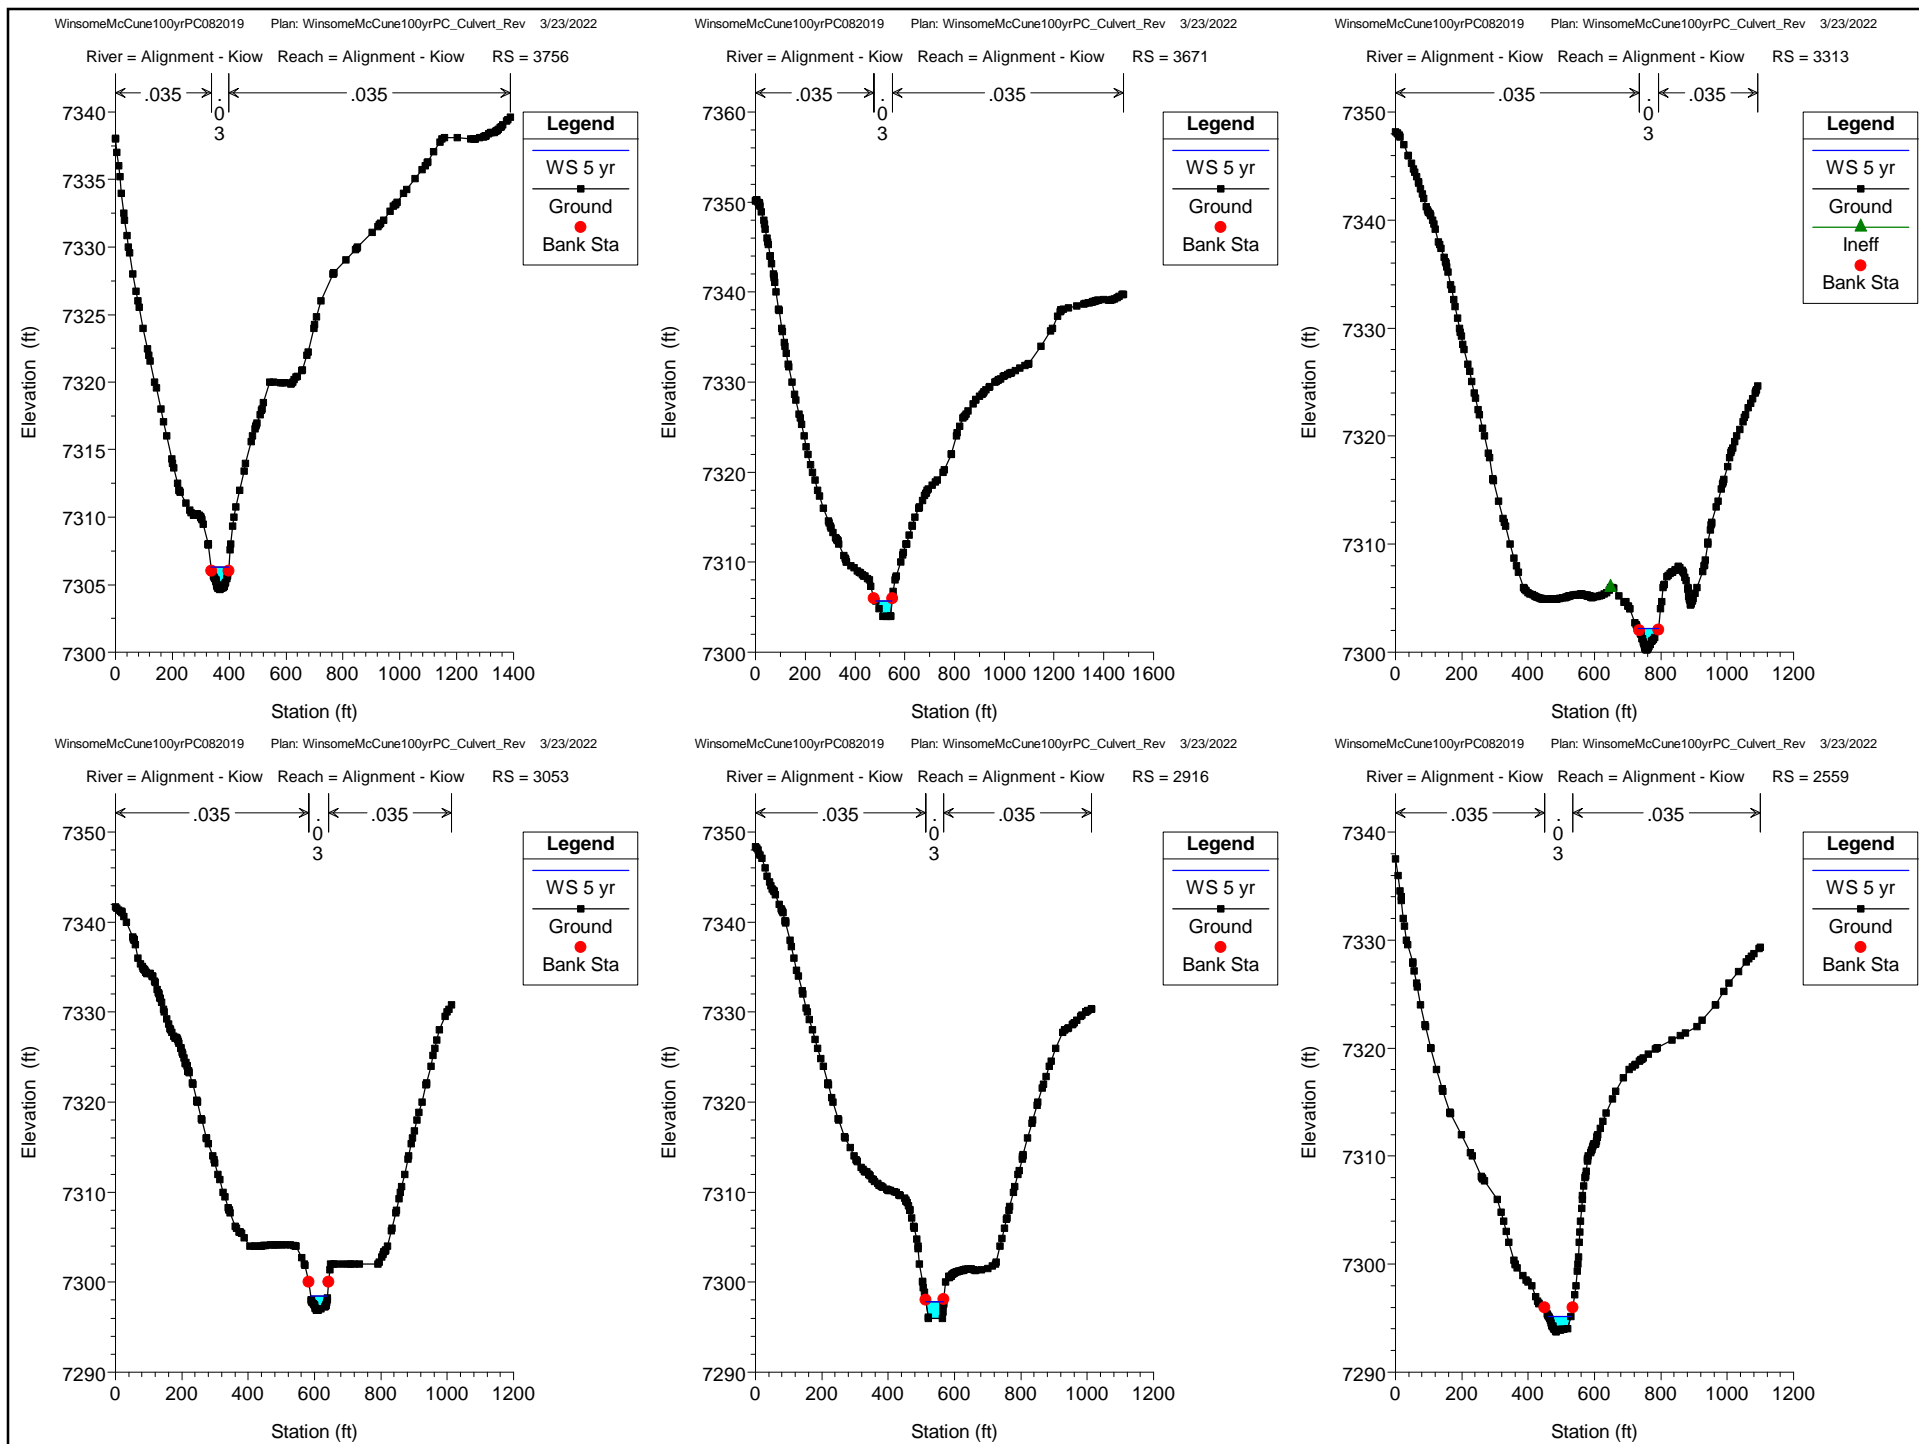 WinsomeMcCune100yrPC082019 Plan: WinsomeMcCune100yrPC_Culvert_Rev 3/23/2022
River = Alignment - Kiow Reach = Alignment - Kiow RS = 3756
.035
.03
.035
Legend
WS 5 yr
Ground
Bank Sta
7340
7335
7330
7325
7320
7315
7310
7305
7300
Elevation (ft)
0 200 400 600 800 1000 1200 1400
Station (ft)
WinsomeMcCune100yrPC082019 Plan: WinsomeMcCune100yrPC_Culvert_Rev 3/23/2022
River = Alignment - Kiow Reach = Alignment - Kiow RS = 3671
.035
.03
.035
Legend
WS 5 yr
Ground
Bank Sta
7360
7350
7340
7330
7320
7310
7300
Elevation (ft)
0 200 400 600 800 1000 1200 1400 1600
Station (ft)
WinsomeMcCune100yrPC082019 Plan: WinsomeMcCune100yrPC_Culvert_Rev 3/23/2022
River = Alignment - Kiow Reach = Alignment - Kiow RS = 3313
.035
.03
.035
Legend
WS 5 yr
Ground
Ineff
Bank Sta
7350
7340
7330
7320
7310
7300
Elevation (ft)
0 200 400 600 800 1000 1200
Station (ft)
WinsomeMcCune100yrPC082019 Plan: WinsomeMcCune100yrPC_Culvert_Rev 3/23/2022
River = Alignment - Kiow Reach = Alignment - Kiow RS = 3053
.035
.03
.035
Legend
WS 5 yr
Ground
Bank Sta
7350
7340
7330
7320
7310
7300
7290
Elevation (ft)
0 200 400 600 800 1000 1200
Station (ft)
WinsomeMcCune100yrPC082019 Plan: WinsomeMcCune100yrPC_Culvert_Rev 3/23/2022
River = Alignment - Kiow Reach = Alignment - Kiow RS = 2916
.035
.03
.035
Legend
WS 5 yr
Ground
Bank Sta
7350
7340
7330
7320
7310
7300
7290
Elevation (ft)
0 200 400 600 800 1000 1200
Station (ft)
WinsomeMcCune100yrPC082019 Plan: WinsomeMcCune100yrPC_Culvert_Rev 3/23/2022
River = Alignment - Kiow Reach = Alignment - Kiow RS = 2559
.035
.03
.035
Legend
WS 5 yr
Ground
Bank Sta
7340
7330
7320
7310
7300
7290
Elevation (ft)
0 200 400 600 800 1000 1200
Station (ft)